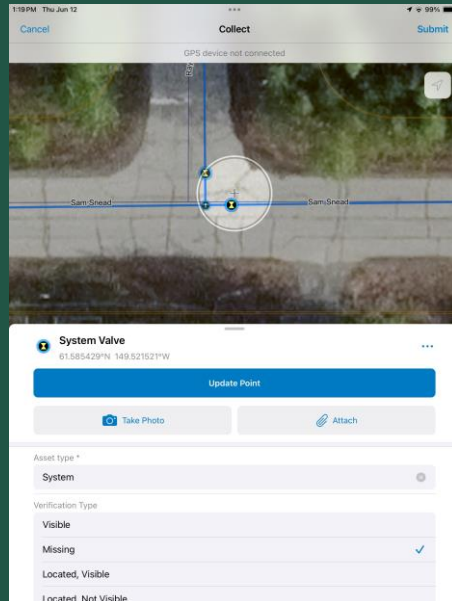 1:19 PM Thu Jun 12
99%
Cancel
Collect
Submit
GPS device not connected
Sam Snead
Sam Snead
System Valve
61.585429°N 149.521521°W
Update Point
Take Photo
Attach
Asset type *
System
Verification Type
Visible
Missing
Located, Visible
Located, Not Visible